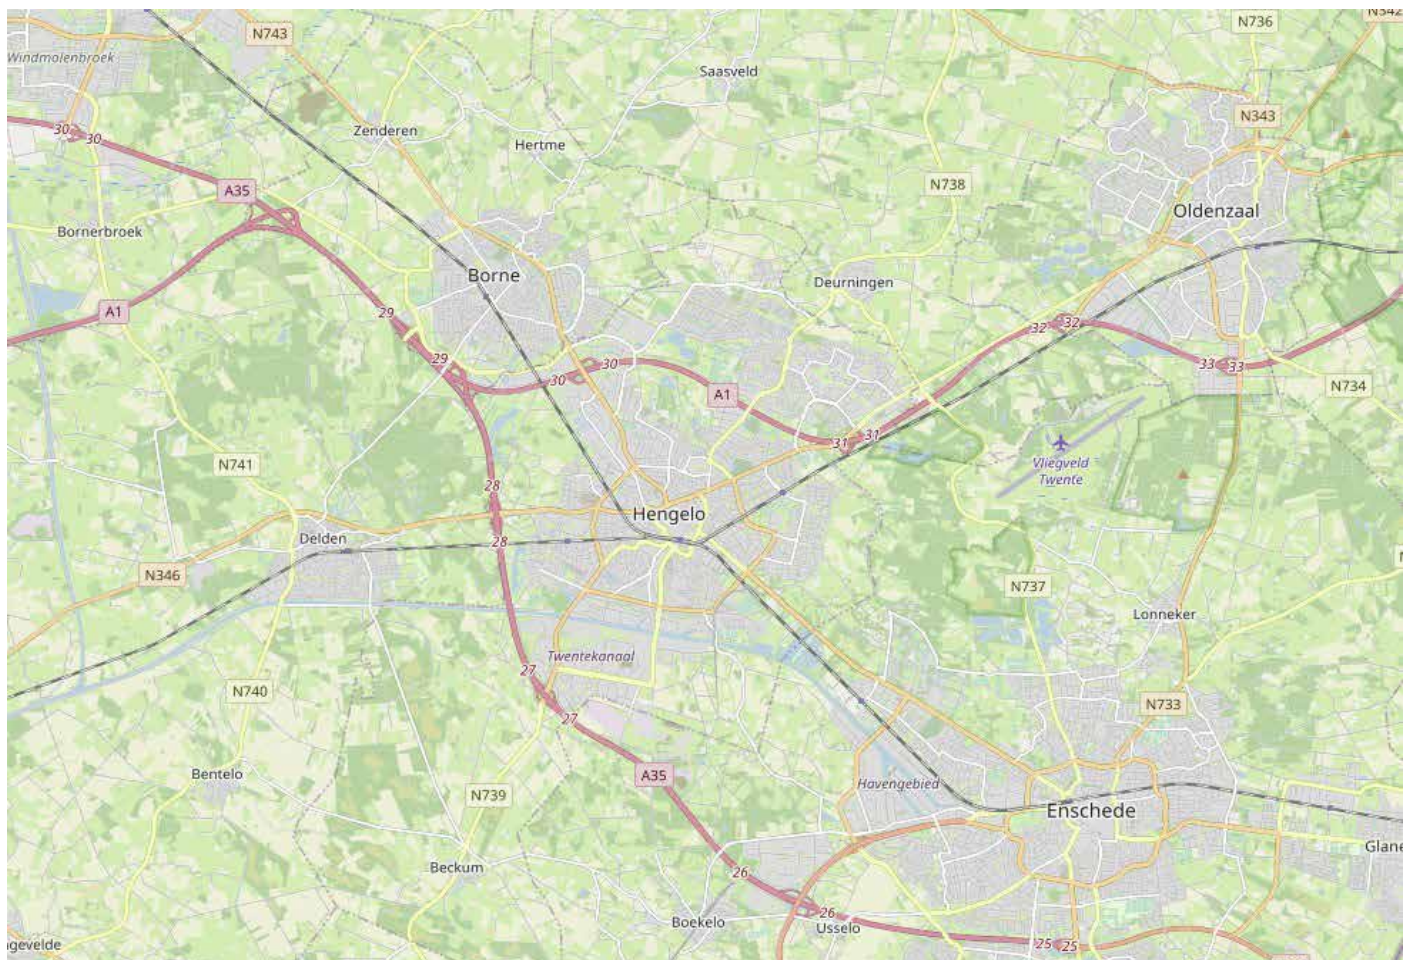 N736
N342
N743
Windmolenbroek
Saasveld
N343
30
30
Zenderen
Hertme
A35
N738
Bornerbroek
Oldenzaal
Borne
Deurningen
A1
29
32
32
29
30
30
33
33
A1
N734
31
31
N741
Vliegveld
Twente
28
Hengelo
Delden
28
N346
N737
Lonneker
Twentekanaal
27
N740
N733
27
Bentelo
A35
Havengebied
N739
Enschede
Glane
Beckum
26
26
Boekelo
Usselo
ngevelde
25
25